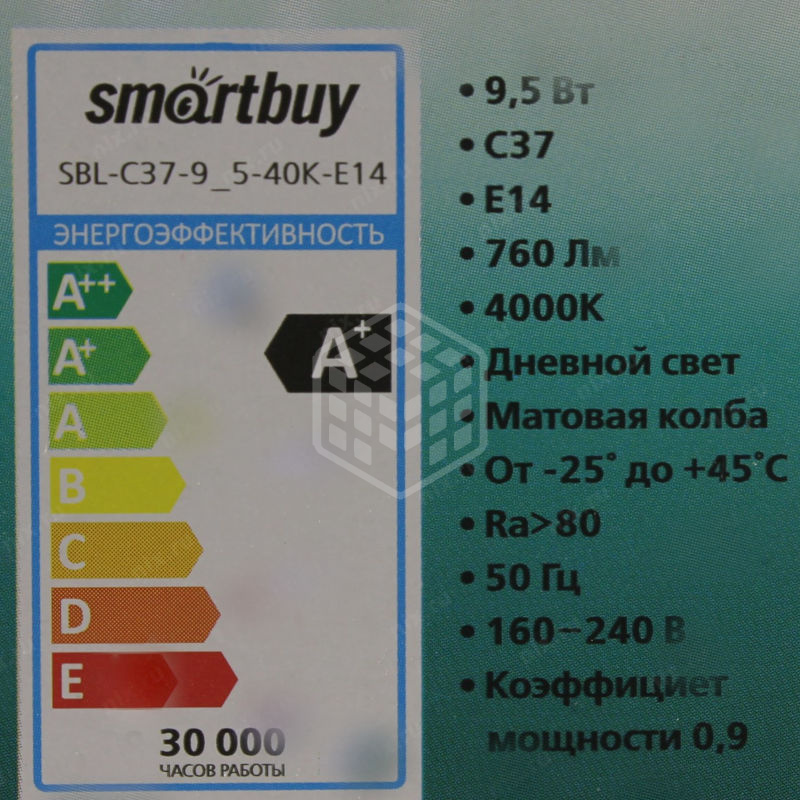 smartbuy
SBL-C37-9_5-40K-E14
ЭНЕРГОЭФФЕКТИВНОСТЬ
A++
A+
A
B
C
D
E
A+
30 000
ЧАСОВ РАБОТЫ
• 9,5 Вт
• C37
• E14
• 760 Лм
• 4000K
• Дневной свет
• Матовая колба
• От -25° до +45°C
• Ra>80
• 50 Гц
• 160–240 В
• Коэффициет
мощности 0,9